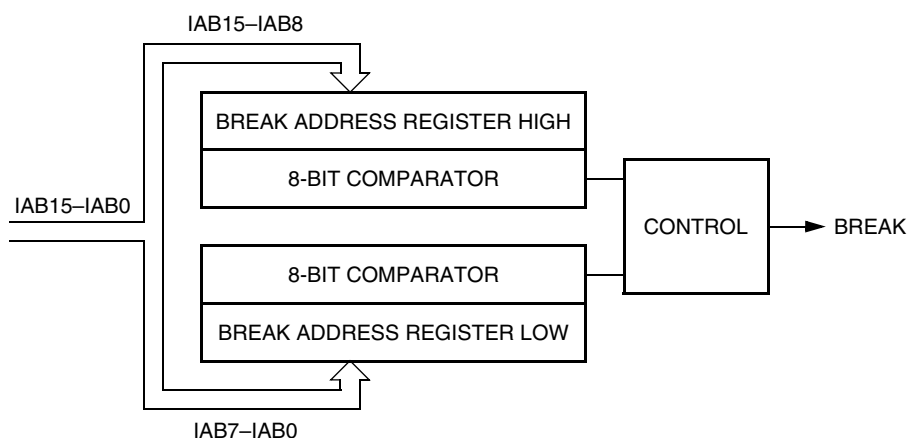 IAB15–IAB8
BREAK ADDRESS REGISTER HIGH
8-BIT COMPARATOR
IAB15–IAB0
CONTROL
BREAK
8-BIT COMPARATOR
BREAK ADDRESS REGISTER LOW
IAB7–IAB0